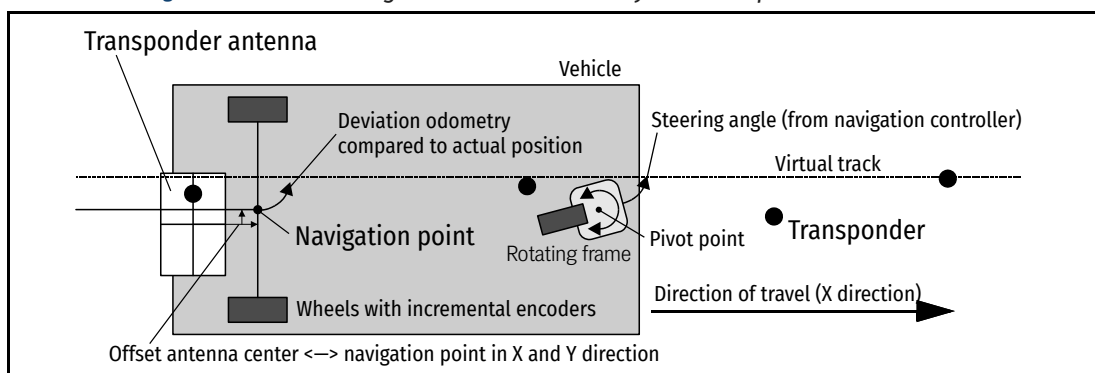 Transponder antenna
Vehicle
Deviation odometry
compared to actual position
Steering angle (from navigation controller)
Virtual track
Navigation point
Rotating frame
Pivot point
Transponder
Wheels with incremental encoders
Direction of travel (X direction)
Offset antenna center <—> navigation point in X and Y direction